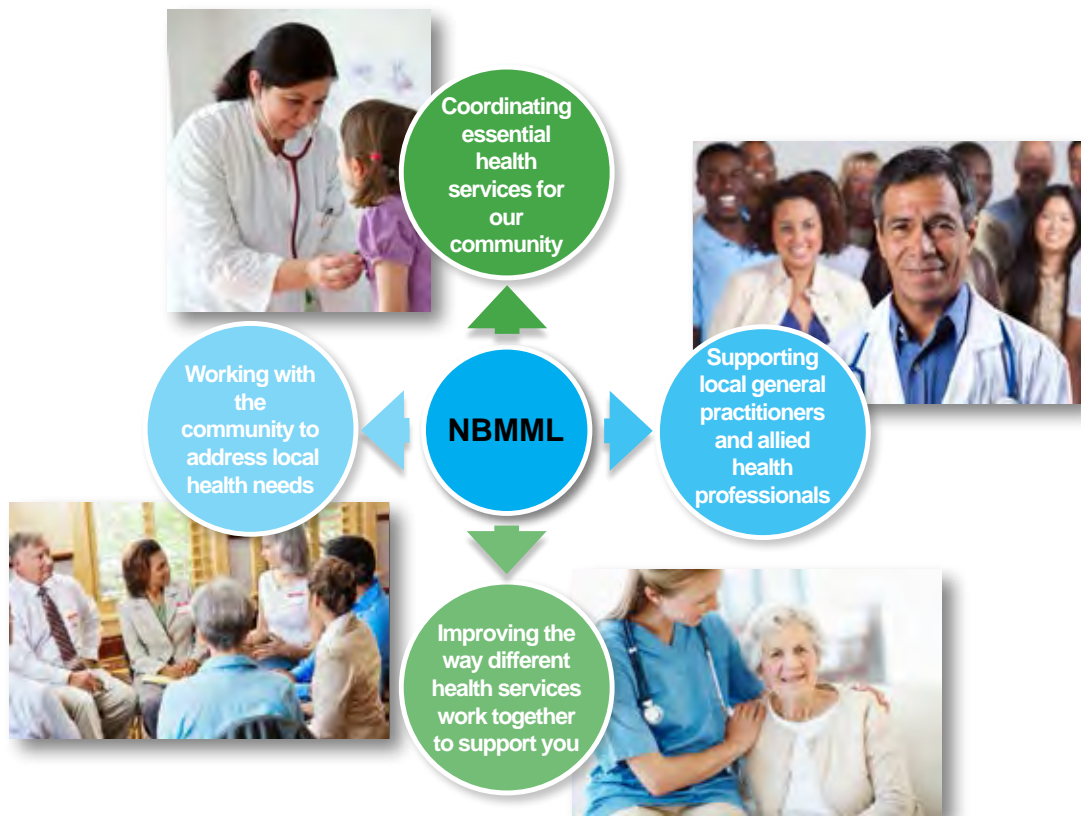 Coordinating
essential
health
services for
our
community
Working with
the
community to
address local
health needs
NBMML
Supporting
local general
practitioners
and allied
health
professionals
Improving the
way different
health services
work together
to support you